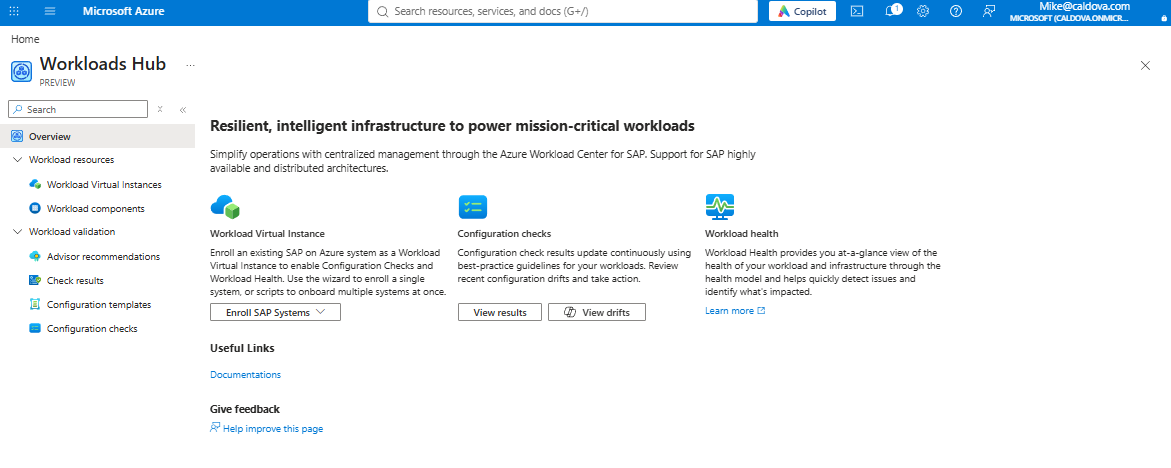 Microsoft Azure
Search resources, services, and docs (G+/)
Copilot
1
Mike@caldova.com
MICROSOFT (CALDOVA.ONMICR...
Home
Workloads Hub
...
PREVIEW
Search
Overview
Workload resources
Workload Virtual Instances
Workload components
Workload validation
Advisor recommendations
Check results
Configuration templates
Configuration checks
Resilient, intelligent infrastructure to power mission-critical workloads
Simplify operations with centralized management through the Azure Workload Center for SAP. Support for SAP highly
available and distributed architectures.
Workload Virtual Instance
Enroll an existing SAP on Azure system as a Workload
Virtual Instance to enable Configuration Checks and
Workload Health. Use the wizard to enroll a single
system, or scripts to onboard multiple systems at once.
Enroll SAP Systems
Configuration checks
Configuration check results update continuously using
best-practice guidelines for your workloads. Review
recent configuration drifts and take action.
View results
View drifts
Workload health
Workload Health provides you at-a-glance view of the
health of your workload and infrastructure through the
health model and helps quickly detect issues and
identify what's impacted.
Learn more
Useful Links
Documentations
Give feedback
Help improve this page